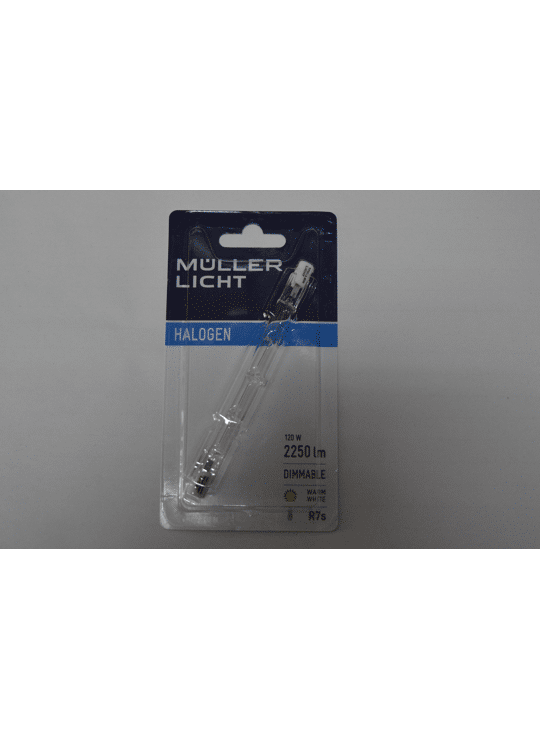 MÜLLER
LICHT
HALOGEN
120 W
2250 lm
DIMMABLE
WARM
WHITE
R7s